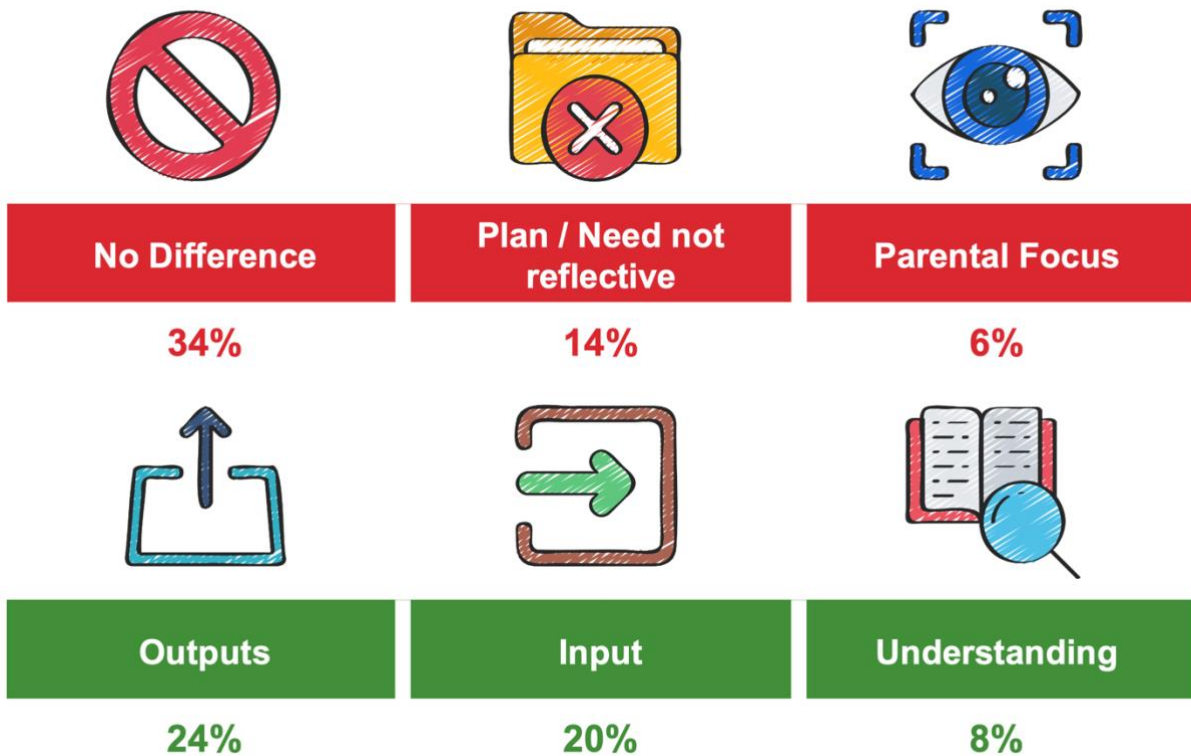 No Difference
Plan / Need not
reflective
Parental Focus
34%
14%
6%
Outputs
Input
Understanding
24%
20%
8%